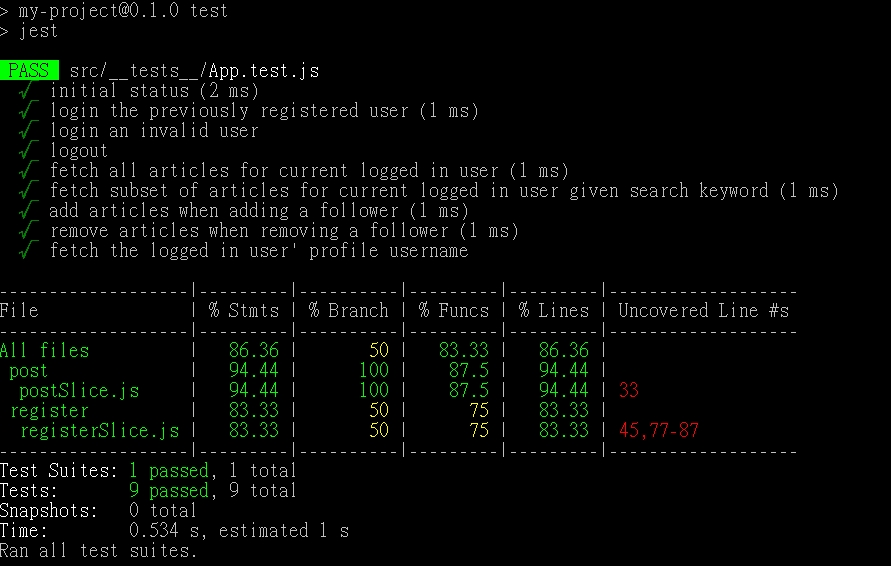 > my-project@0.1.0 test
> jest
PASS src/__tests__/App.test.js
√ initial status (2 ms)
√ login the previously registered user (1 ms)
√ login an invalid user
√ logout
√ fetch all articles for current logged in user (1 ms)
√ fetch subset of articles for current logged in user given search keyword (1 ms)
√ add articles when adding a follower (1 ms)
√ remove articles when removing a follower (1 ms)
√ fetch the logged in user' profile username
-------------------|---------|----------|---------|---------|-------------------
File | % Stmts | % Branch | % Funcs | % Lines | Uncovered Line #s
-------------------|---------|----------|---------|---------|-------------------
All files | 86.36 | 50 | 83.33 | 86.36 |
post | 94.44 | 100 | 87.5 | 94.44 |
postSlice.js | 94.44 | 100 | 87.5 | 94.44 | 33
register | 83.33 | 50 | 75 | 83.33 |
registerSlice.js | 83.33 | 50 | 75 | 83.33 | 45,77-87
-------------------|---------|----------|---------|---------|-------------------
Test Suites: 1 passed, 1 total
Tests: 9 passed, 9 total
Snapshots: 0 total
Time: 0.534 s, estimated 1 s
Ran all test suites.